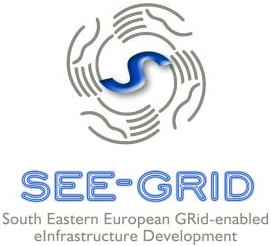 SEE-GRID
South Eastern European GRid-enabled
eInfrastructure Development